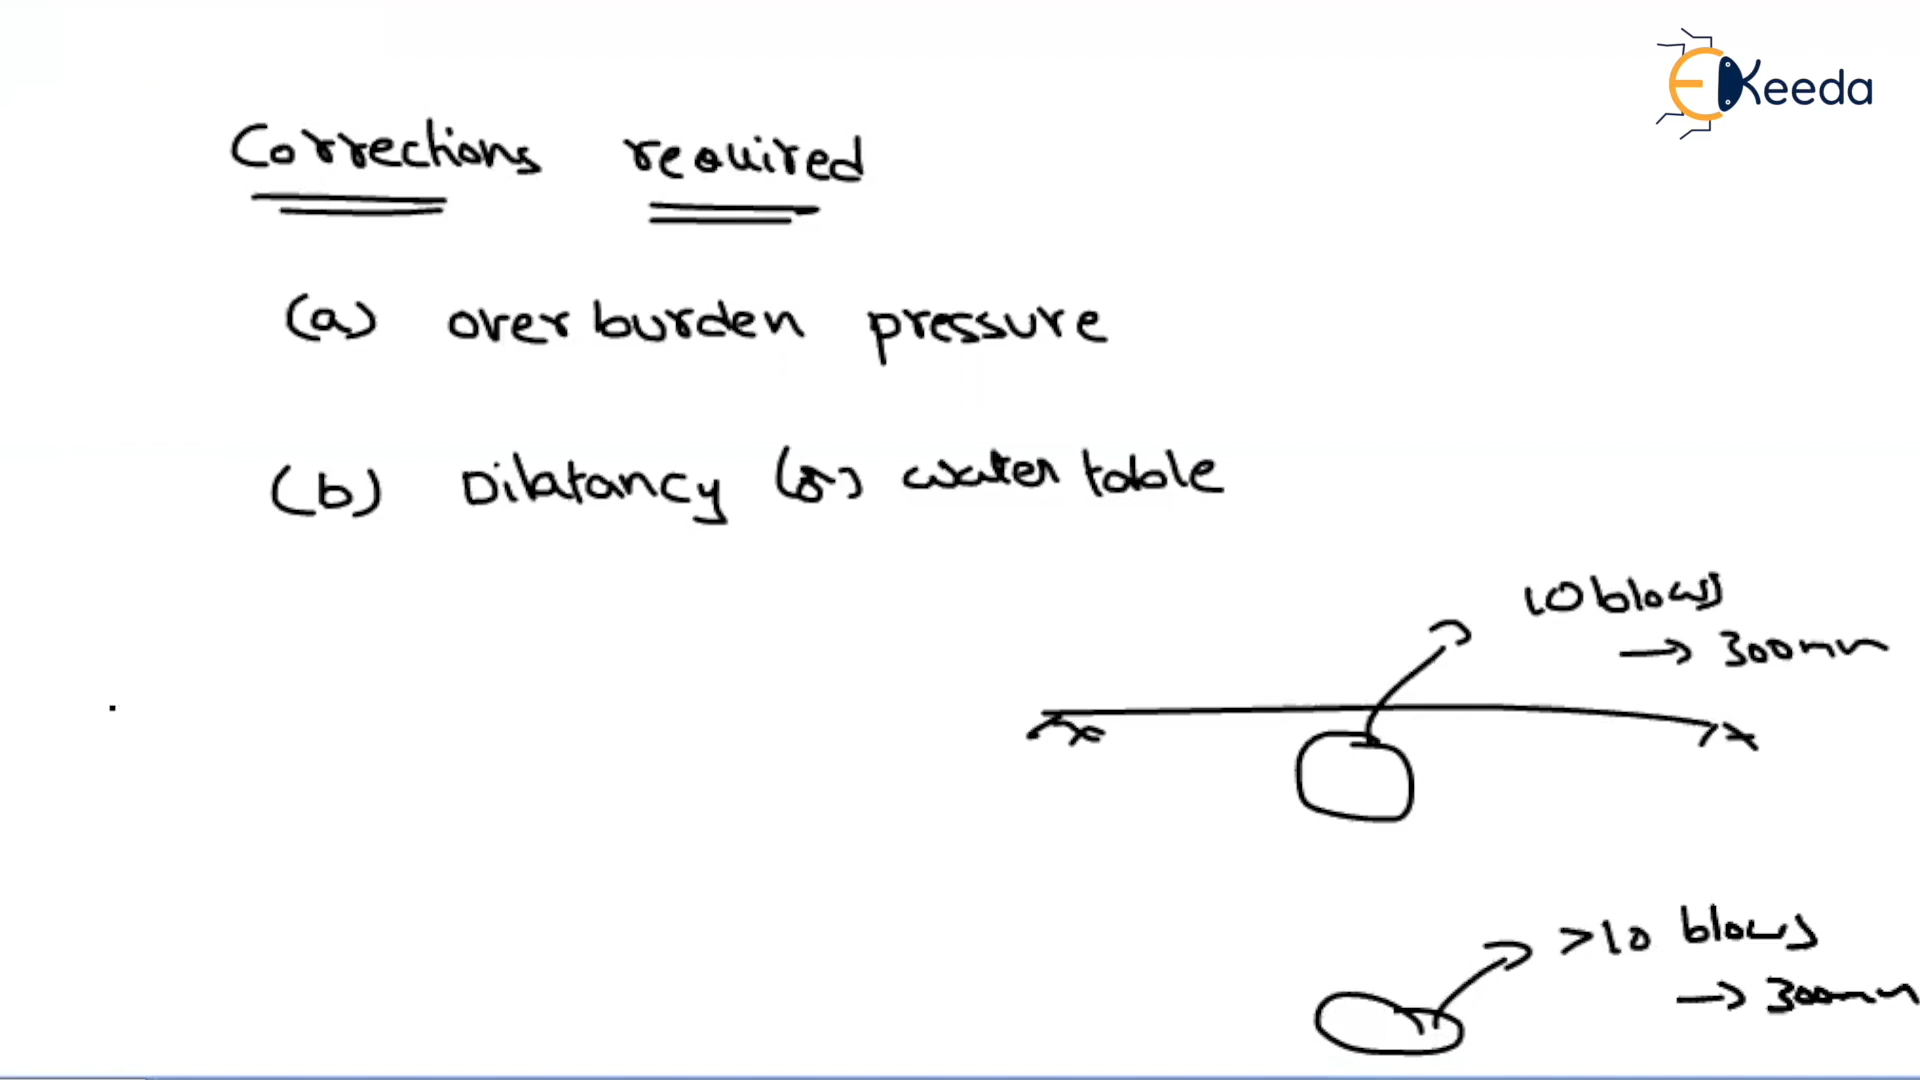 EKeeda
Corrections required
(a) over burden pressure
(b) Dilatancy (or) water table
10 blows
→ 300mm
>10 blows
→ 300mm